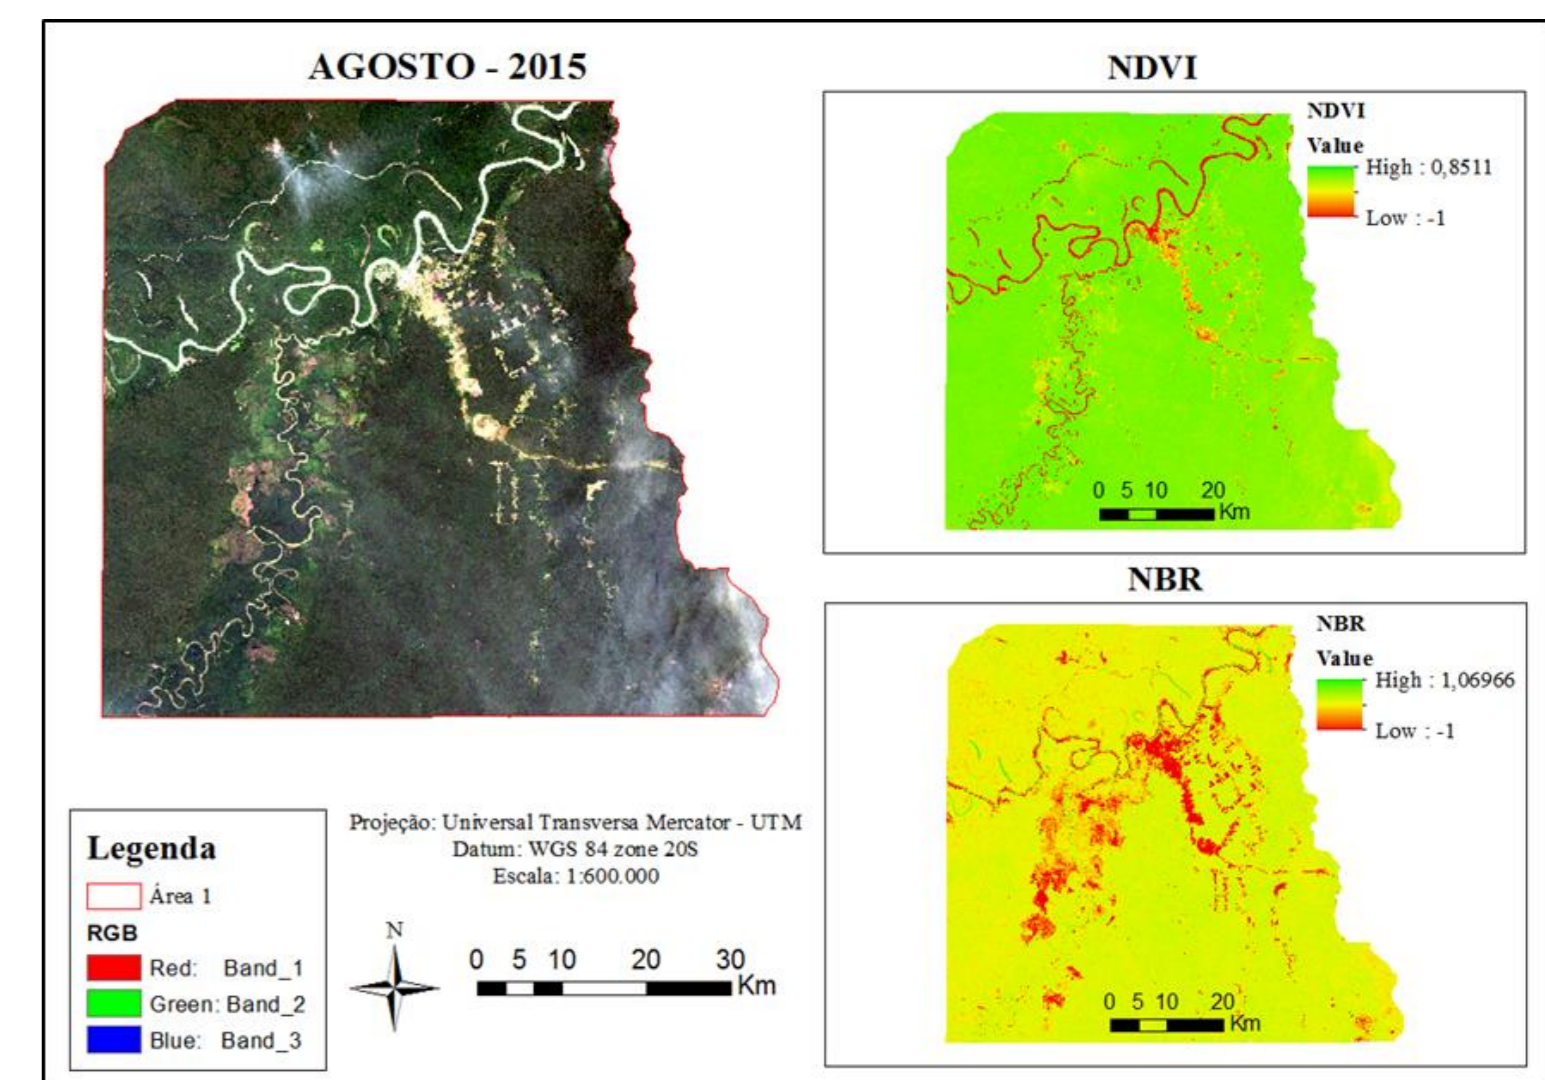 AGOSTO - 2015
NDVI
NDVI
Value
High : 0,8511
Low : -1
0 5 10 20
Km
NBR
NBR
Value
High : 1,06966
Low : -1
0 5 10 20
Km
Legenda
Área 1
RGB
Red: Band_1
Green: Band_2
Blue: Band_3
Projeção: Universal Transversa Mercator - UTM
Datum: WGS 84 zone 20S
Escala: 1:600.000
N
0 5 10 20 30
Km